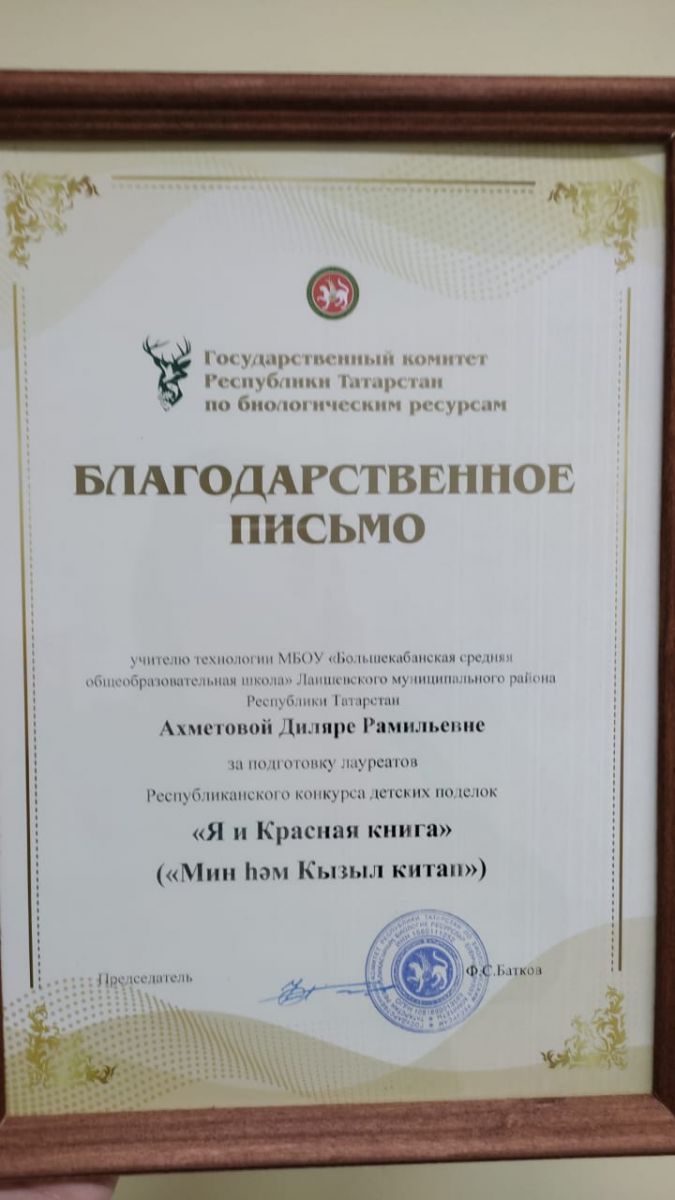 Государственный комитет
Республики Татарстан
по биологическим ресурсам
БЛАГОДАРСТВЕННОЕ
ПИСЬМО
учителю технологии МБОУ «Большекабанская средняя
общеобразовательная школа» Лаишевского муниципального района
Республики Татарстан
Ахметовой Диляре Рамильевне
за подготовку лауреатов
Республиканского конкурса детских поделок
«Я и Красная книга»
(«Мин һәм Кызыл китап»)
Председатель
Ф.С.Батков